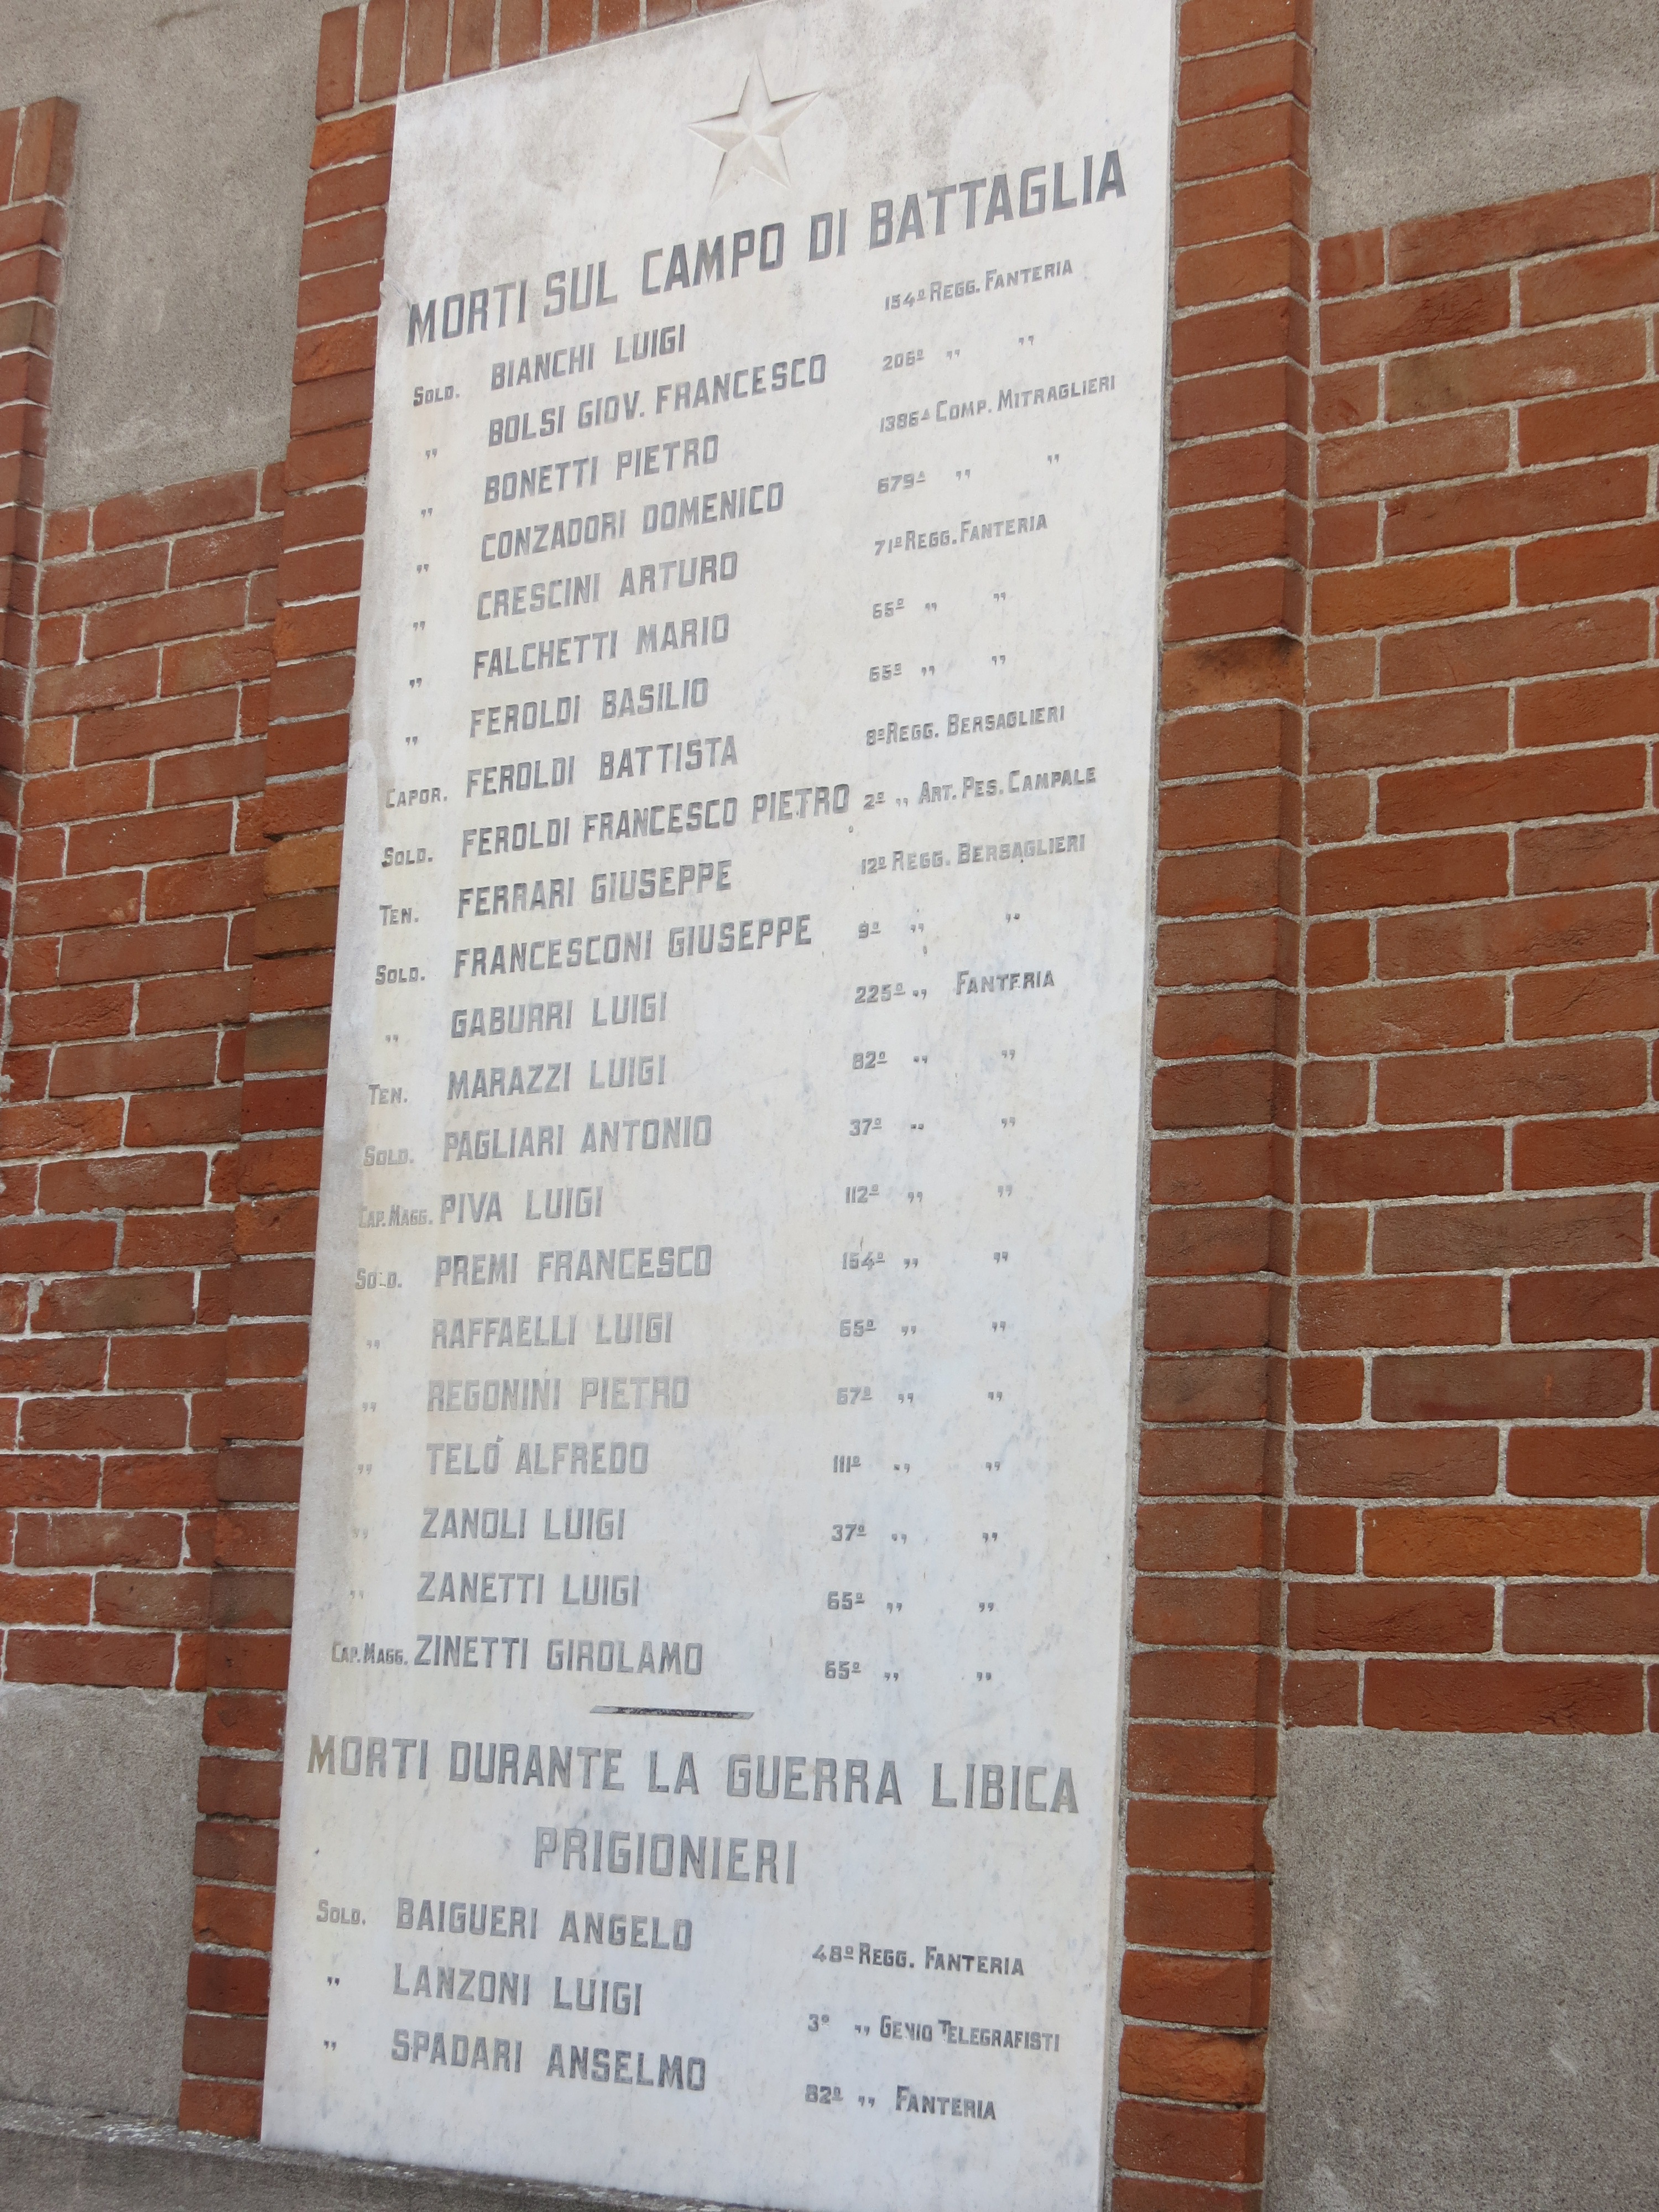 MORTI SUL CAMPO DI BATTAGLIA
SOLD. BIANCHI LUIGI 154º REGG. FANTERIA
„ BOLSI GIOV. FRANCESCO 206º „ „
„ BONETTI PIETRO 1386ᴬ COMP. MITRAGLIERI
„ CONZADORI DOMENICO 679ᴬ „ „
„ CRESCINI ARTURO 71º REGG. FANTERIA
„ FALCHETTI MARIO 65º „ „
„ FEROLDI BASILIO 65º „ „
CAPOR. FEROLDI BATTISTA 8º REGG. BERSAGLIERI
SOLD. FEROLDI FRANCESCO PIETRO 2º „ ART. PES. CAMPALE
TEN. FERRARI GIUSEPPE 12º REGG. BERSAGLIERI
SOLD. FRANCESCONI GIUSEPPE 9º „ „
„ GABURRI LUIGI 225º „ FANTERIA
TEN. MARAZZI LUIGI 82º „ „
SOLD. PAGLIARI ANTONIO 37º „ „
CAP. MAGG. PIVA LUIGI 112º „ „
SOLD. PREMI FRANCESCO 154º „ „
„ RAFFAELLI LUIGI 65º „ „
„ REGONINI PIETRO 67º „ „
„ TELÓ ALFREDO 111º „ „
„ ZANOLI LUIGI 37º „ „
„ ZANETTI LUIGI 65º „ „
CAP. MAGG. ZINETTI GIROLAMO 65º „ „
MORTI DURANTE LA GUERRA LIBICA
PRIGIONIERI
SOLD. BAIGUERI ANGELO 48º REGG. FANTERIA
„ LANZONI LUIGI 3º „ GENIO TELEGRAFISTI
„ SPADARI ANSELMO 82º „ FANTERIA